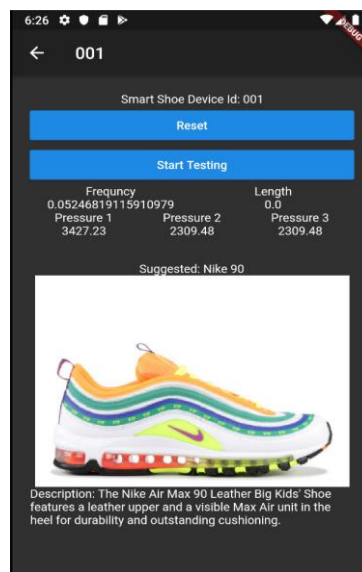 6:26
DEBUG
001
Smart Shoe Device Id: 001
Reset
Start Testing
Frequncy Length
0.05246819115910979 0.0
Pressure 1 Pressure 2 Pressure 3
3427.23 2309.48 2309.48
Suggested: Nike 90
Description: The Nike Air Max 90 Leather Big Kids' Shoe
features a leather upper and a visible Max Air unit in the
heel for durability and outstanding cushioning.